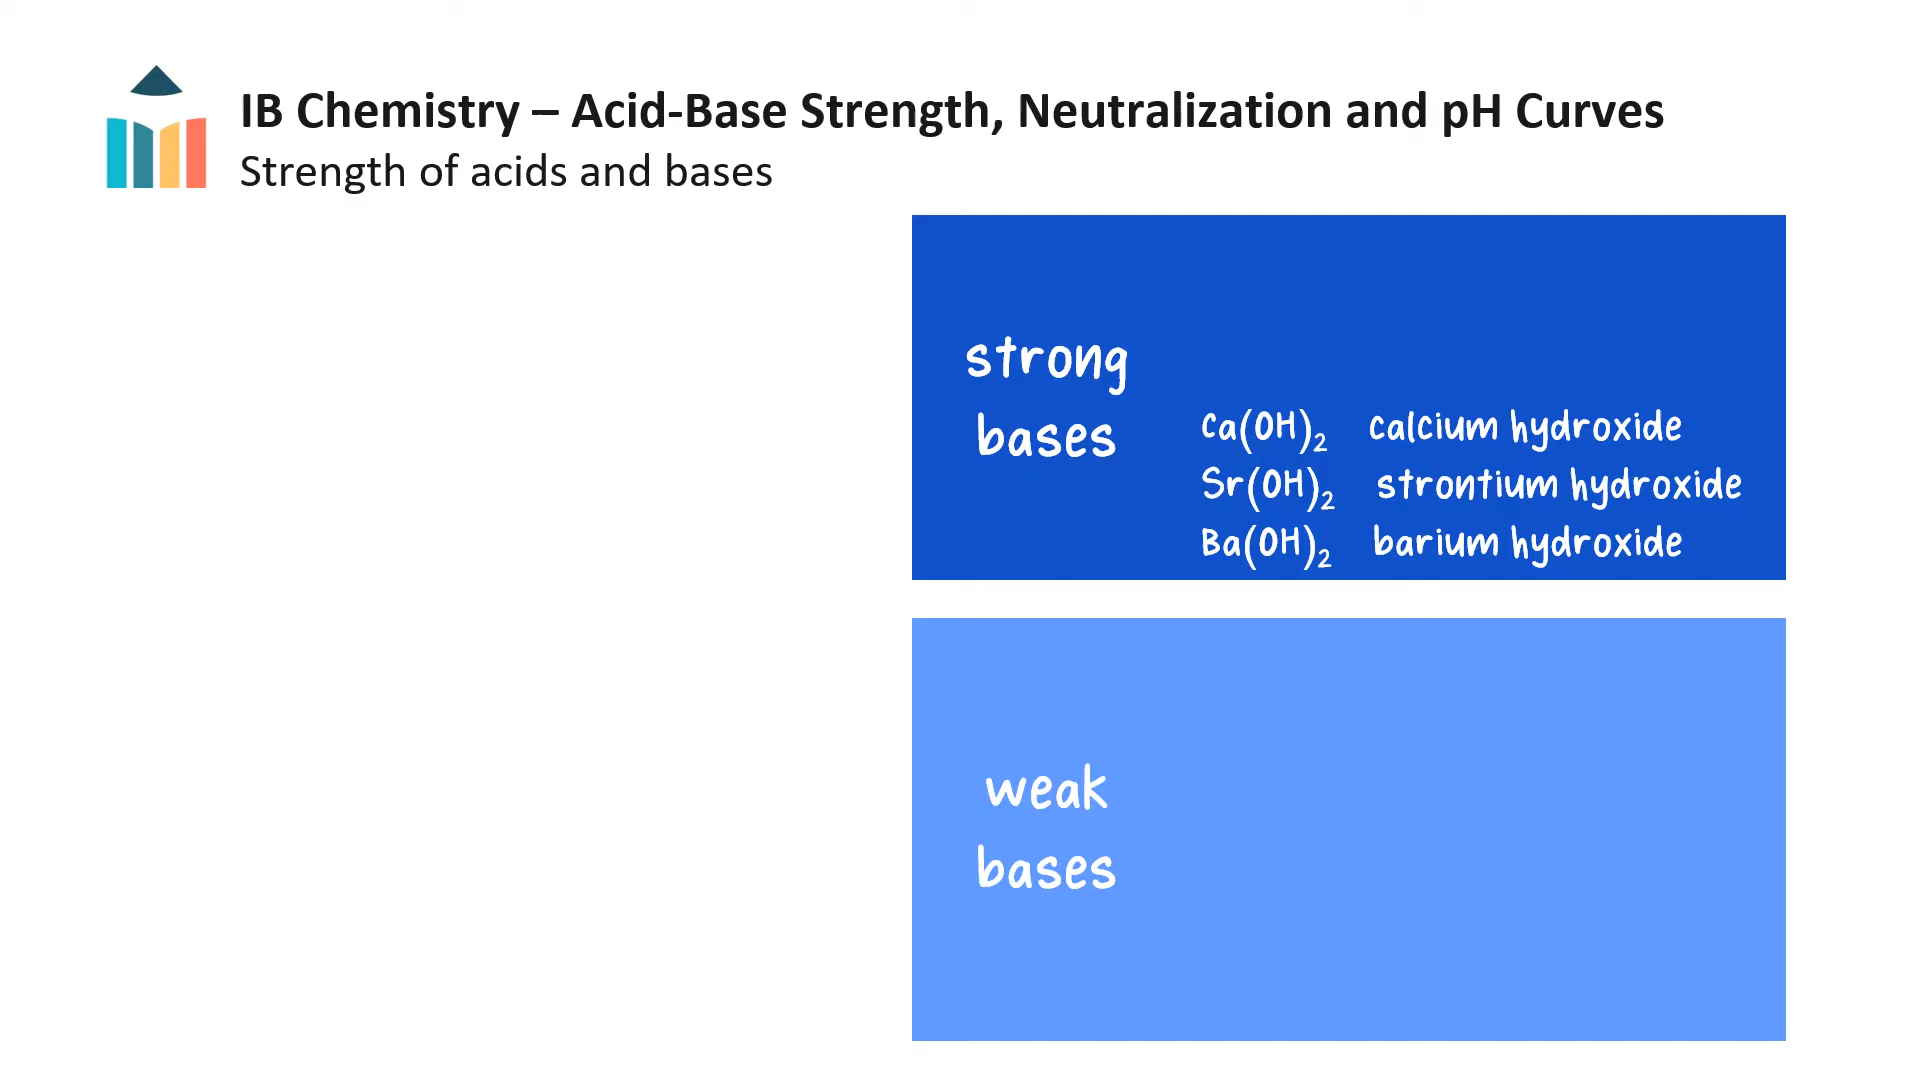 IB Chemistry – Acid-Base Strength, Neutralization and pH Curves
Strength of acids and bases
strong
bases
Ca(OH)₂ calcium hydroxide
Sr(OH)₂ strontium hydroxide
Ba(OH)₂ barium hydroxide
weak
bases